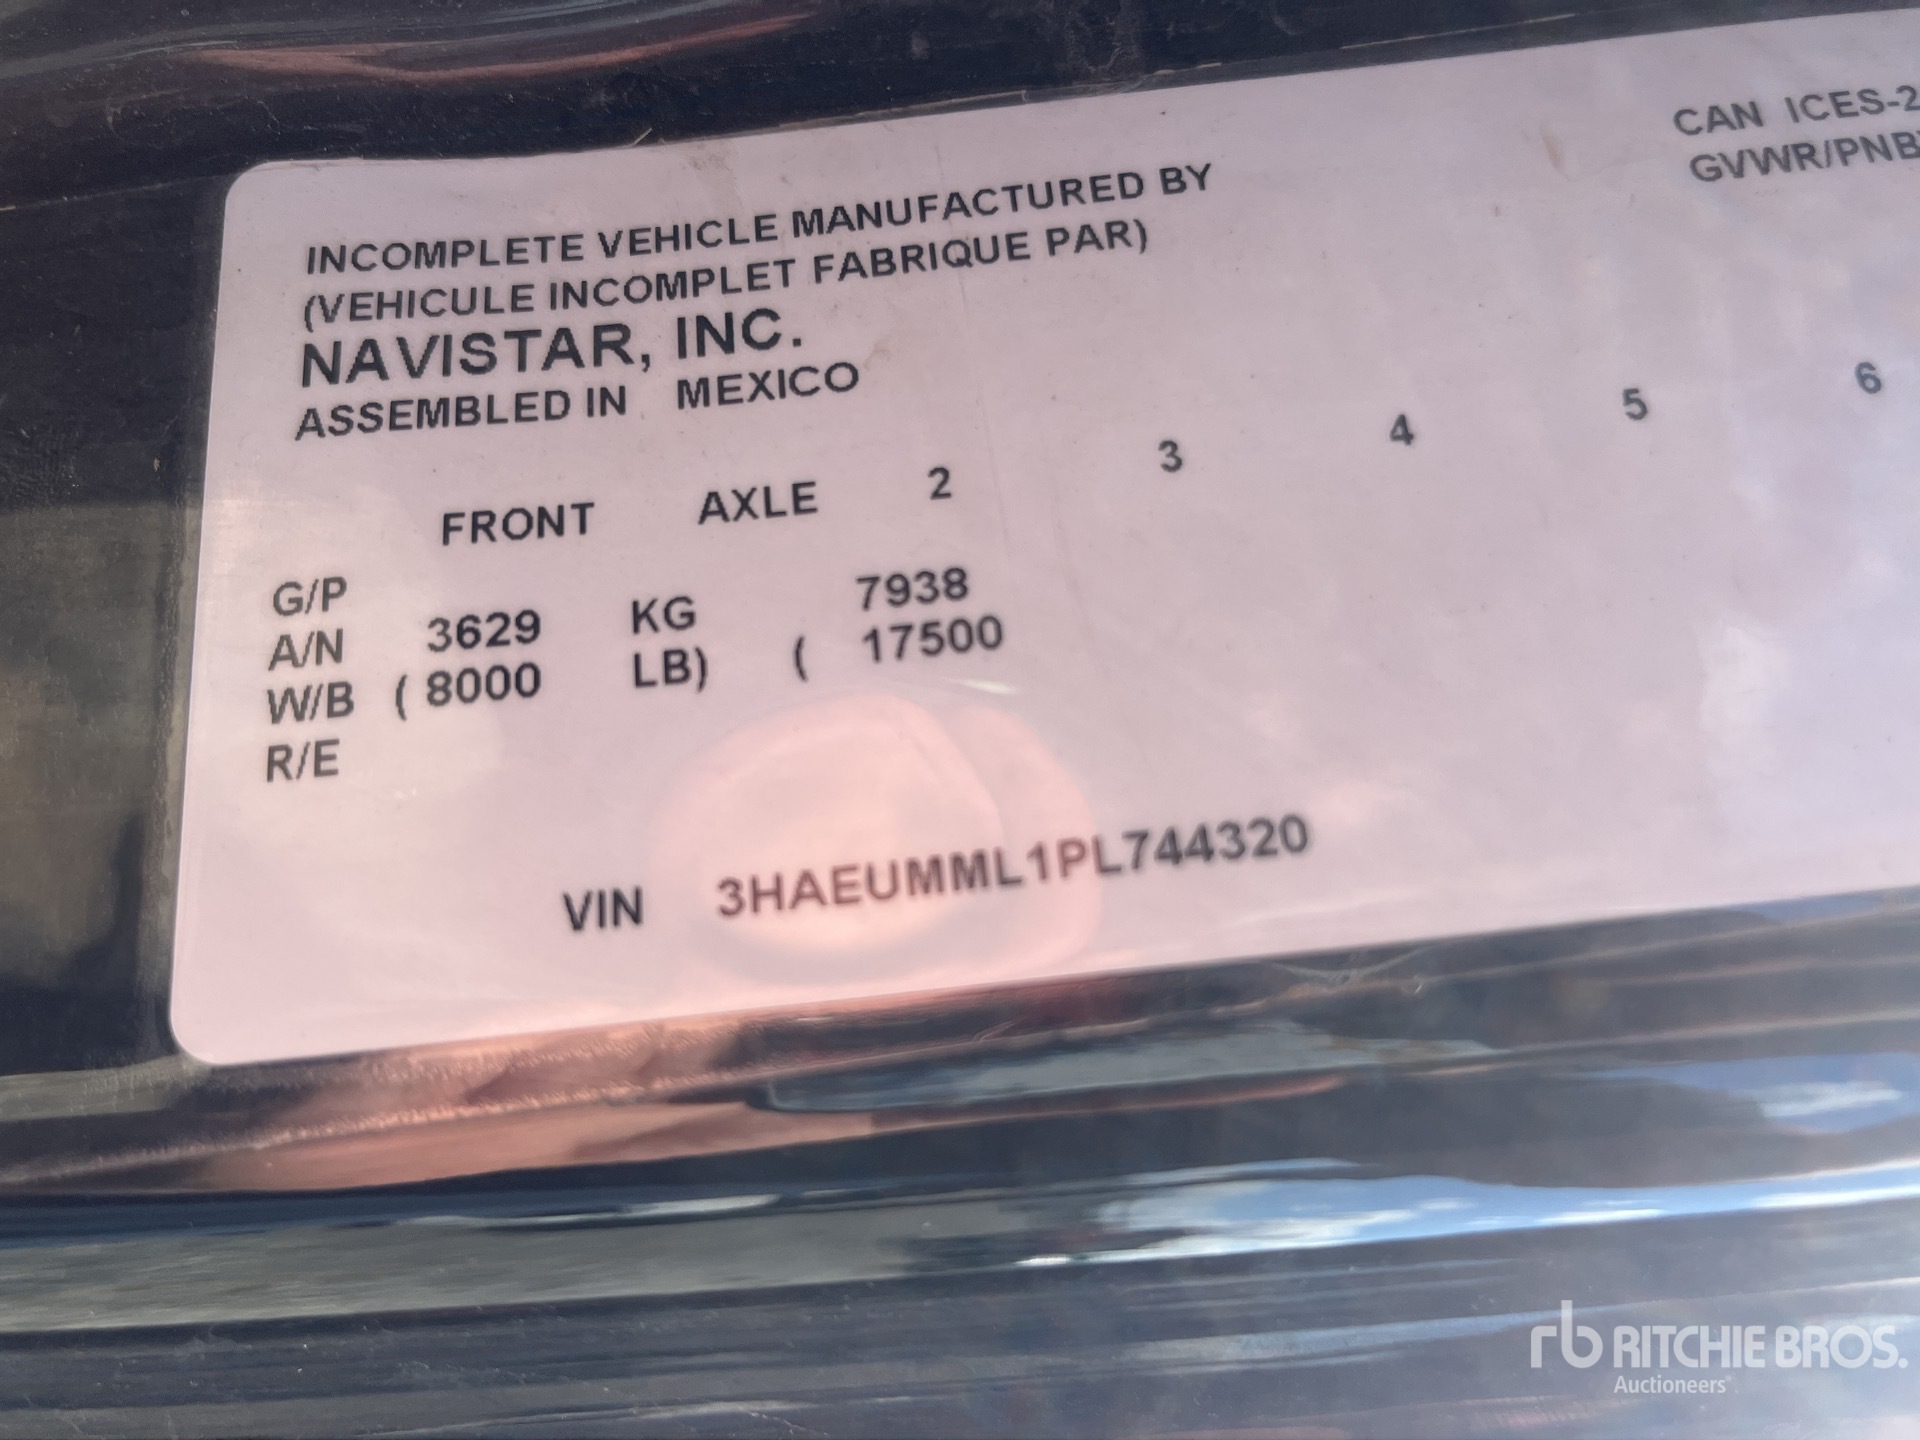 CAN ICES-2
GVWR/PNB
INCOMPLETE VEHICLE MANUFACTURED BY
(VEHICULE INCOMPLET FABRIQUE PAR)
NAVISTAR, INC.
ASSEMBLED IN MEXICO
FRONT AXLE 2 3 4 5 6
G/P
A/N 3629 KG 7938
W/B ( 8000 LB) ( 17500
R/E
VIN 3HAEUMML1PL744320
rb RITCHIE BROS.
Auctioneers